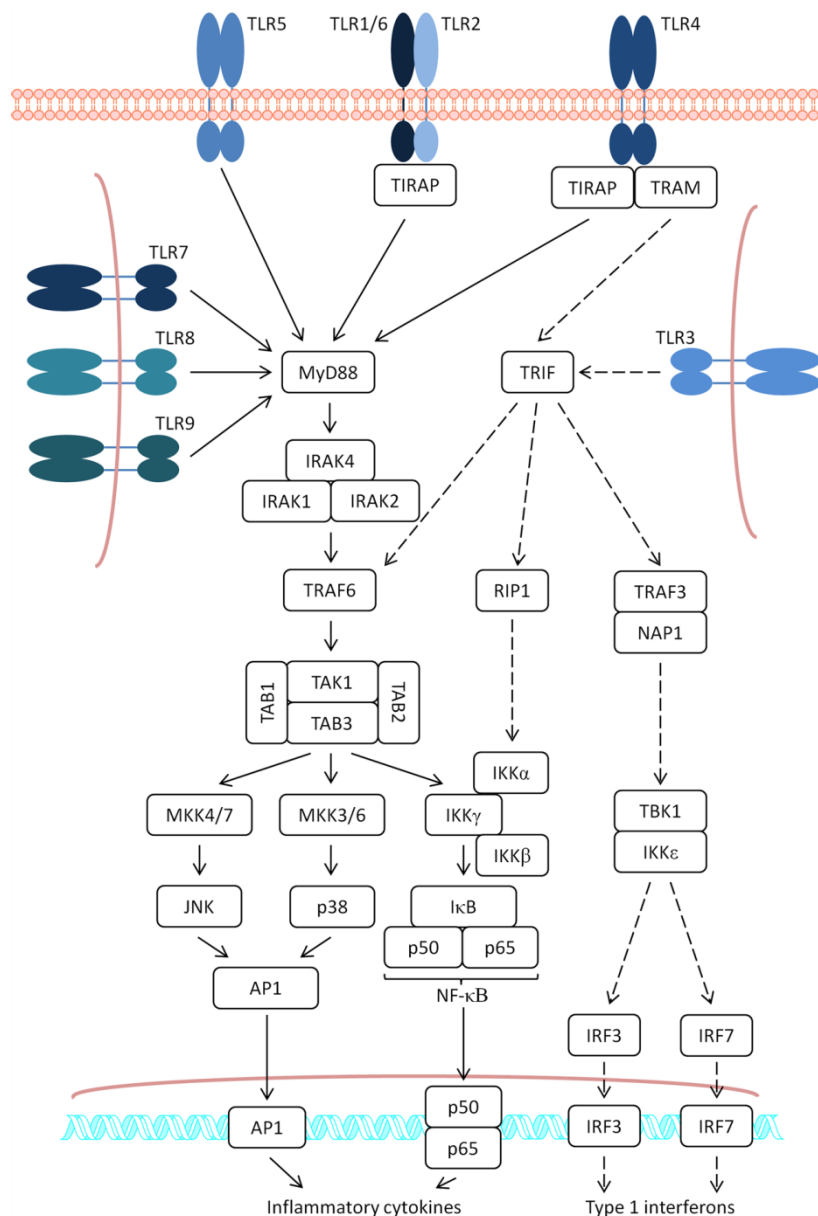 TLR5
TLR1/6
TLR2
TLR4
TIRAP
TIRAP
TRAM
TLR7
TLR8
TLR9
TLR3
MyD88
TRIF
IRAK4
IRAK1
IRAK2
TRAF6
RIP1
TRAF3
NAP1
TAB1
TAK1
TAB3
TAB2
IKKα
MKK4/7
MKK3/6
IKKγ
IKKβ
TBK1
IKKε
JNK
p38
IκB
p50
p65
NF-κB
AP1
IRF3
IRF7
AP1
p50
p65
IRF3
IRF7
Inflammatory cytokines
Type 1 interferons